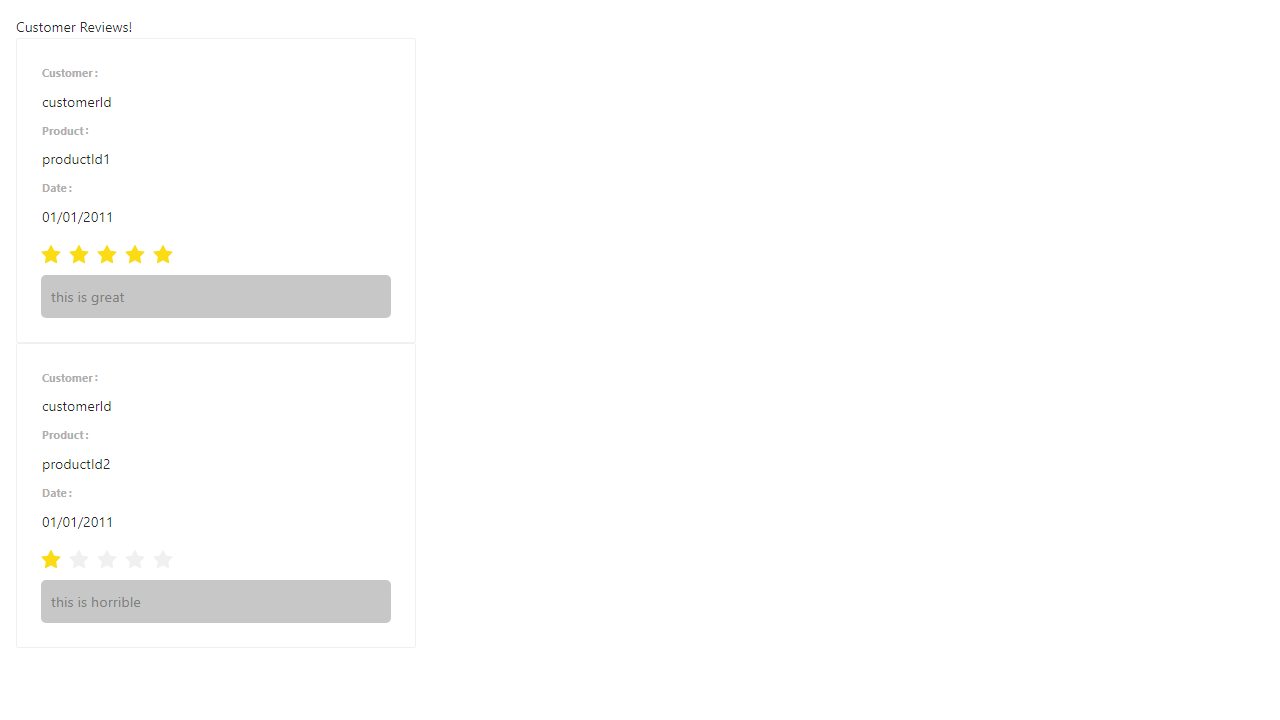 Customer Reviews!
Customer:
customerId
Product:
productId1
Date:
01/01/2011
this is great
Customer:
customerId
Product:
productId2
Date:
01/01/2011
this is horrible